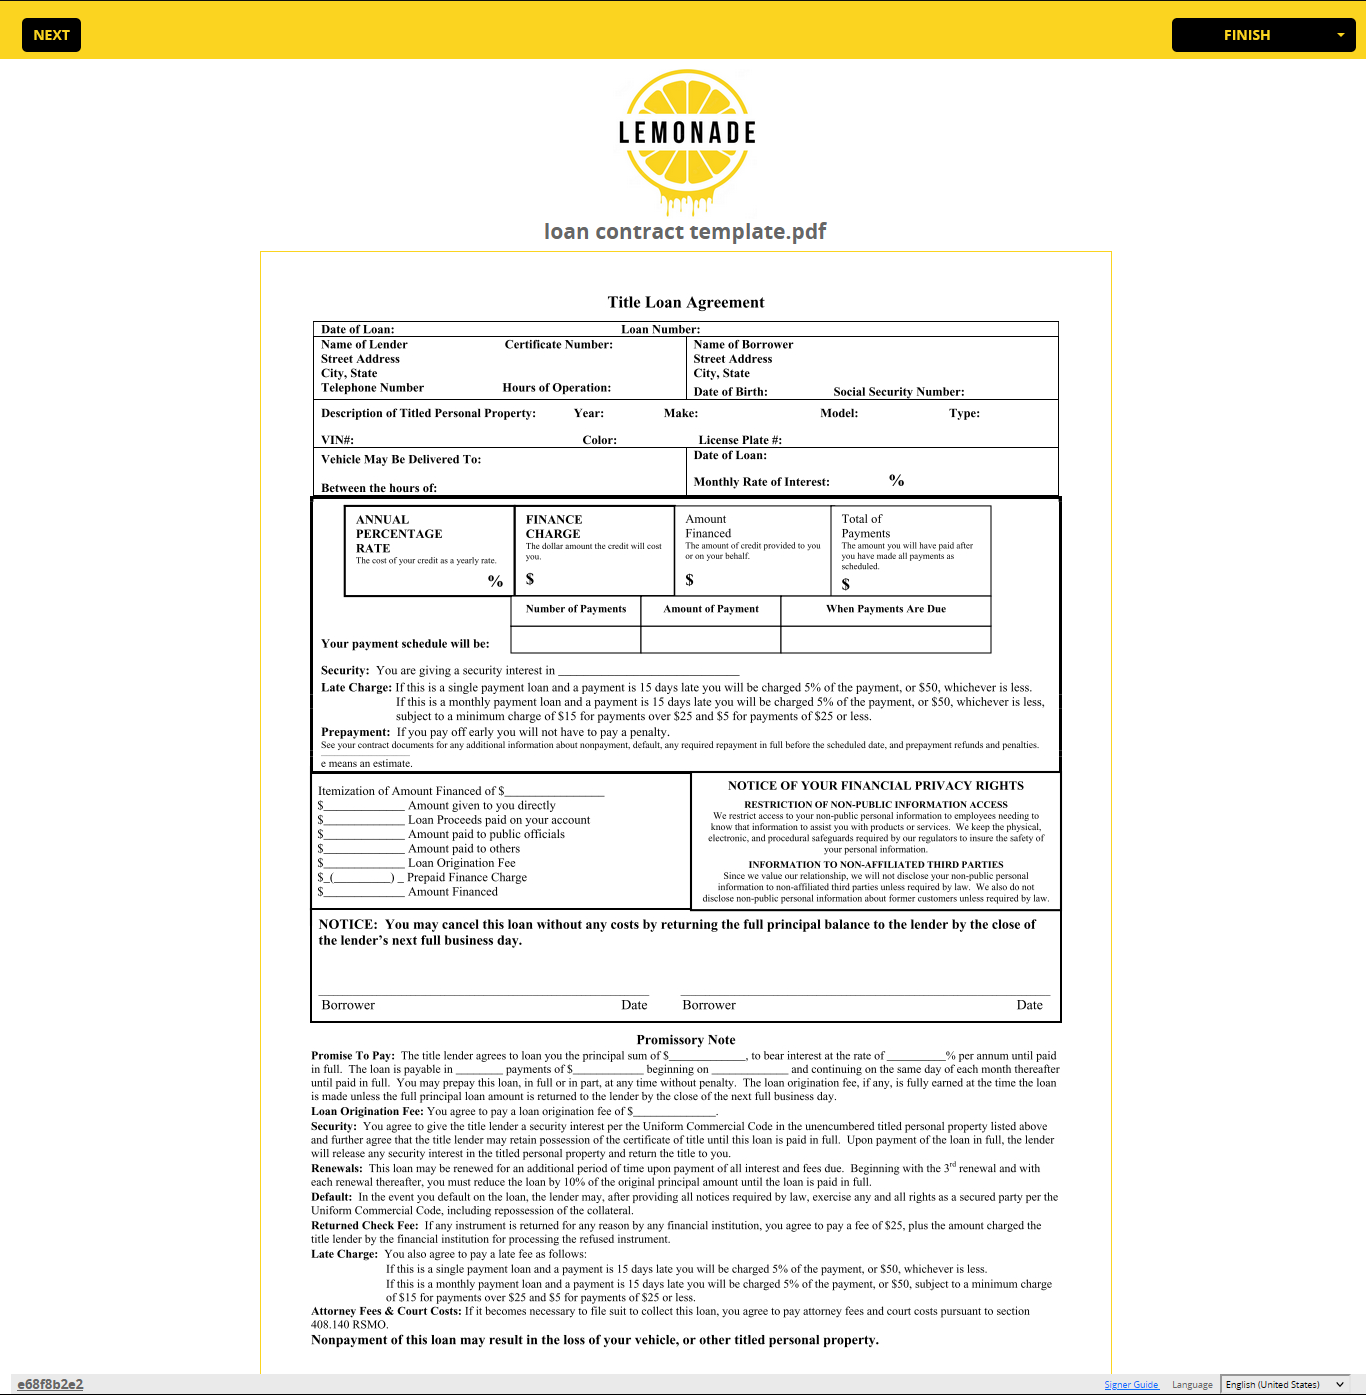 NEXT
FINISH
LEMONADE
loan contract template.pdf
Title Loan Agreement
Date of Loan: Loan Number:
Name of Lender Certificate Number: Name of Borrower
Street Address Street Address
City, State City, State
Telephone Number Hours of Operation: Date of Birth: Social Security Number:
Description of Titled Personal Property: Year: Make: Model: Type:
VIN#: Color: License Plate #:
Vehicle May Be Delivered To: Date of Loan:
Between the hours of: Monthly Rate of Interest: %
ANNUAL
PERCENTAGE
RATE
The cost of your credit as a yearly rate.
%
FINANCE
CHARGE
The dollar amount the credit will cost
you.
$
Amount
Financed
The amount of credit provided to you
or on your behalf.
$
Total of
Payments
The amount you will have paid after
you have made all payments as
scheduled.
$
Number of Payments Amount of Payment When Payments Are Due
Your payment schedule will be:
Security: You are giving a security interest in ______________________________
Late Charge: If this is a single payment loan and a payment is 15 days late you will be charged 5% of the payment, or $50, whichever is less.
If this is a monthly payment loan and a payment is 15 days late you will be charged 5% of the payment, or $50, whichever is less,
subject to a minimum charge of $15 for payments over $25 and $5 for payments of $25 or less.
Prepayment: If you pay off early you will not have to pay a penalty.
See your contract documents for any additional information about nonpayment, default, any required repayment in full before the scheduled date, and prepayment refunds and penalties.
e means an estimate.
Itemization of Amount Financed of $________________
$_____________ Amount given to you directly
$_____________ Loan Proceeds paid on your account
$_____________ Amount paid to public officials
$_____________ Amount paid to others
$_____________ Loan Origination Fee
$_(_________) _ Prepaid Finance Charge
$_____________ Amount Financed
NOTICE OF YOUR FINANCIAL PRIVACY RIGHTS
RESTRICTION OF NON-PUBLIC INFORMATION ACCESS
We restrict access to your non-public personal information to employees needing to
know that information to assist you with products or services. We keep the physical,
electronic, and procedural safeguards required by our regulators to insure the safety of
your personal information.
INFORMATION TO NON-AFFILIATED THIRD PARTIES
Since we value our relationship, we will not disclose your non-public personal
information to non-affiliated third parties unless required by law. We also do not
disclose non-public personal information about former customers unless required by law.
NOTICE: You may cancel this loan without any costs by returning the full principal balance to the lender by the close of
the lender's next full business day.
Borrower Date Borrower Date
Promissory Note
Promise To Pay: The title lender agrees to loan you the principal sum of $_____________, to bear interest at the rate of __________% per annum until paid
in full. The loan is payable in ________ payments of $____________ beginning on _____________ and continuing on the same day of each month thereafter
until paid in full. You may prepay this loan, in full or in part, at any time without penalty. The loan origination fee, if any, is fully earned at the time the loan
is made unless the full principal loan amount is returned to the lender by the close of the next full business day.
Loan Origination Fee: You agree to pay a loan origination fee of $______________.
Security: You agree to give the title lender a security interest per the Uniform Commercial Code in the unencumbered titled personal property listed above
and further agree that the title lender may retain possession of the certificate of title until this loan is paid in full. Upon payment of the loan in full, the lender
will release any security interest in the titled personal property and return the title to you.
Renewals: This loan may be renewed for an additional period of time upon payment of all interest and fees due. Beginning with the 3rd renewal and with
each renewal thereafter, you must reduce the loan by 10% of the original principal amount until the loan is paid in full.
Default: In the event you default on the loan, the lender may, after providing all notices required by law, exercise any and all rights as a secured party per the
Uniform Commercial Code, including repossession of the collateral.
Returned Check Fee: If any instrument is returned for any reason by any financial institution, you agree to pay a fee of $25, plus the amount charged the
title lender by the financial institution for processing the refused instrument.
Late Charge: You also agree to pay a late fee as follows:
If this is a single payment loan and a payment is 15 days late you will be charged 5% of the payment, or $50, whichever is less.
If this is a monthly payment loan and a payment is 15 days late you will be charged 5% of the payment, or $50, subject to a minimum charge
of $15 for payments over $25 and $5 for payments of $25 or less.
Attorney Fees & Court Costs: If it becomes necessary to file suit to collect this loan, you agree to pay attorney fees and court costs pursuant to section
408.140 RSMO.
Nonpayment of this loan may result in the loss of your vehicle, or other titled personal property.
e68f8b2e2 Signer Guide Language English (United States)